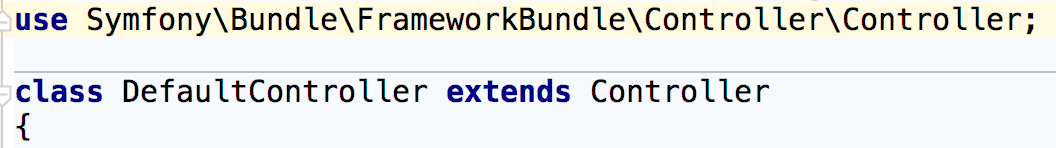 use Symfony\Bundle\FrameworkBundle\Controller\Controller;
class DefaultController extends Controller
{